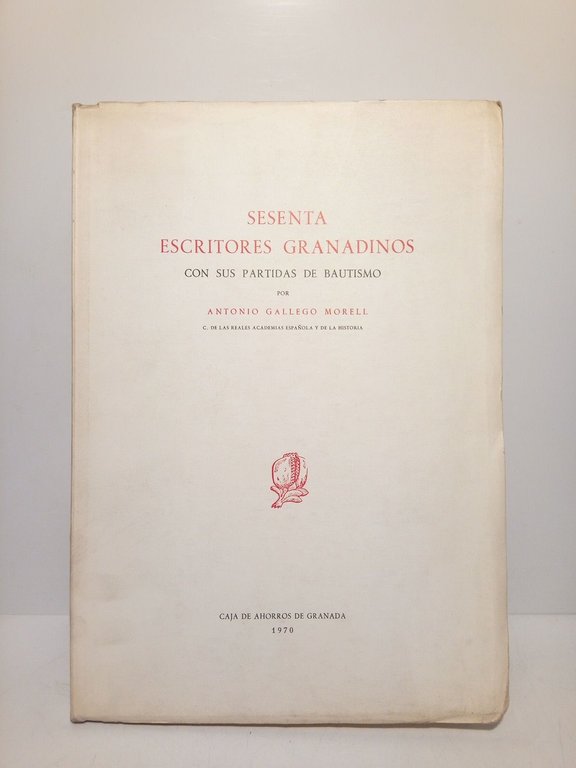 SESENTA
ESCRITORES GRANADINOS
CON SUS PARTIDAS DE BAUTISMO
POR
ANTONIO GALLEGO MORELL
C. DE LAS REALES ACADEMIAS ESPAÑOLA Y DE LA HISTORIA
CAJA DE AHORROS DE GRANADA
1970